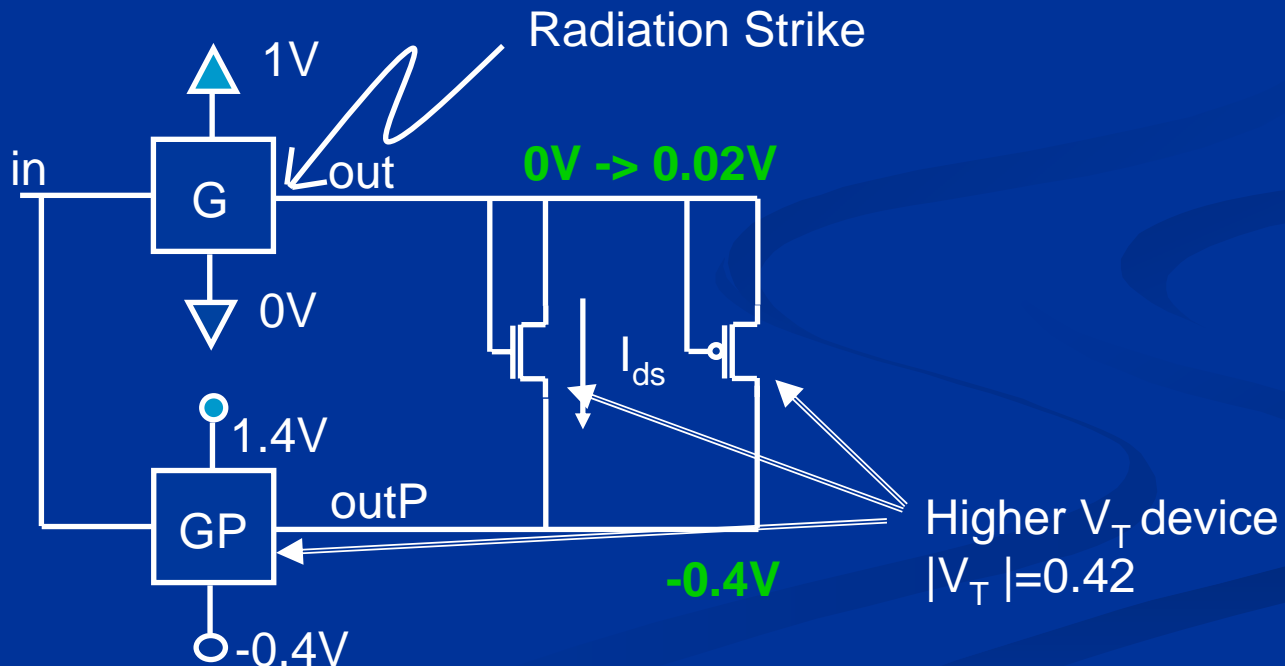 Radiation Strike
1V
in
out
0V -> 0.02V
G
0V
I_ds
1.4V
outP
GP
Higher V_T device
|V_T |=0.42
-0.4V
-0.4V